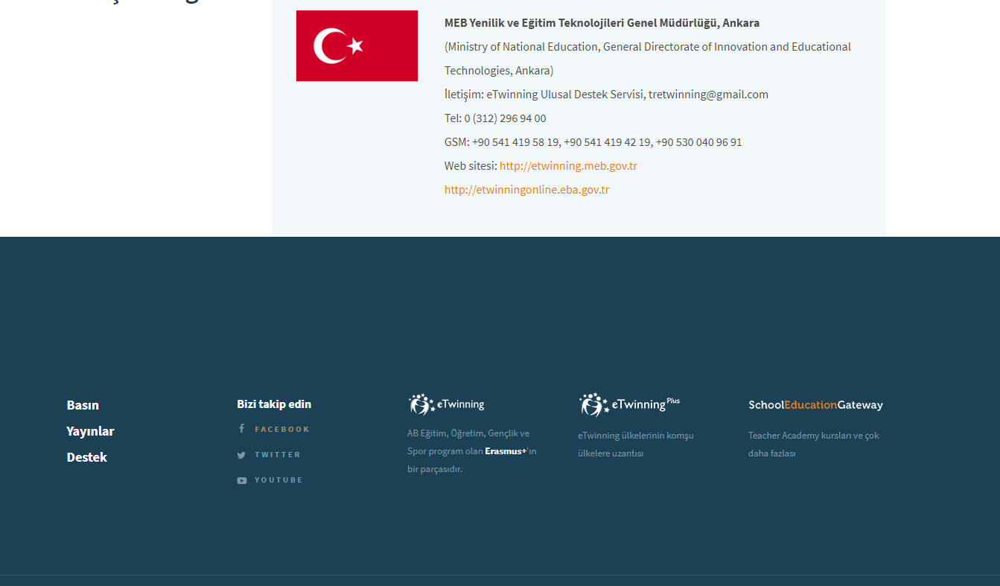 MEB Yenilik ve Eğitim Teknolojileri Genel Müdürlüğü, Ankara
(Ministry of National Education, General Directorate of Innovation and Educational
Technologies, Ankara)
İletişim: eTwinning Ulusal Destek Servisi, tretwinning@gmail.com
Tel: 0 (312) 296 94 00
GSM: +90 541 419 58 19, +90 541 419 42 19, +90 530 040 96 91
Web sitesi: http://etwinning.meb.gov.tr
http://etwinningonline.eba.gov.tr
Basın
Yayınlar
Destek
Bizi takip edin
FACEBOOK
TWITTER
YOUTUBE
eTwinning
AB Eğitim, Öğretim, Gençlik ve
Spor program olan Erasmus+'ın
bir parçasıdır.
eTwinning Plus
eTwinning ülkelerinin komşu
ülkelere uzantısı
SchoolEducationGateway
Teacher Academy kursları ve çok
daha fazlası